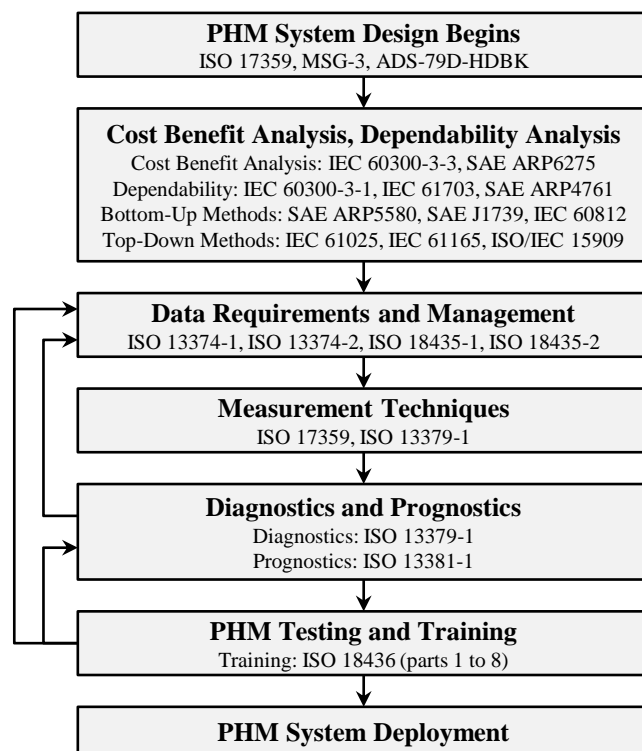 PHM System Design Begins
ISO 17359, MSG-3, ADS-79D-HDBK
Cost Benefit Analysis, Dependability Analysis
Cost Benefit Analysis: IEC 60300-3-3, SAE ARP6275
Dependability: IEC 60300-3-1, IEC 61703, SAE ARP4761
Bottom-Up Methods: SAE ARP5580, SAE J1739, IEC 60812
Top-Down Methods: IEC 61025, IEC 61165, ISO/IEC 15909
Data Requirements and Management
ISO 13374-1, ISO 13374-2, ISO 18435-1, ISO 18435-2
Measurement Techniques
ISO 17359, ISO 13379-1
Diagnostics and Prognostics
Diagnostics: ISO 13379-1
Prognostics: ISO 13381-1
PHM Testing and Training
Training: ISO 18436 (parts 1 to 8)
PHM System Deployment